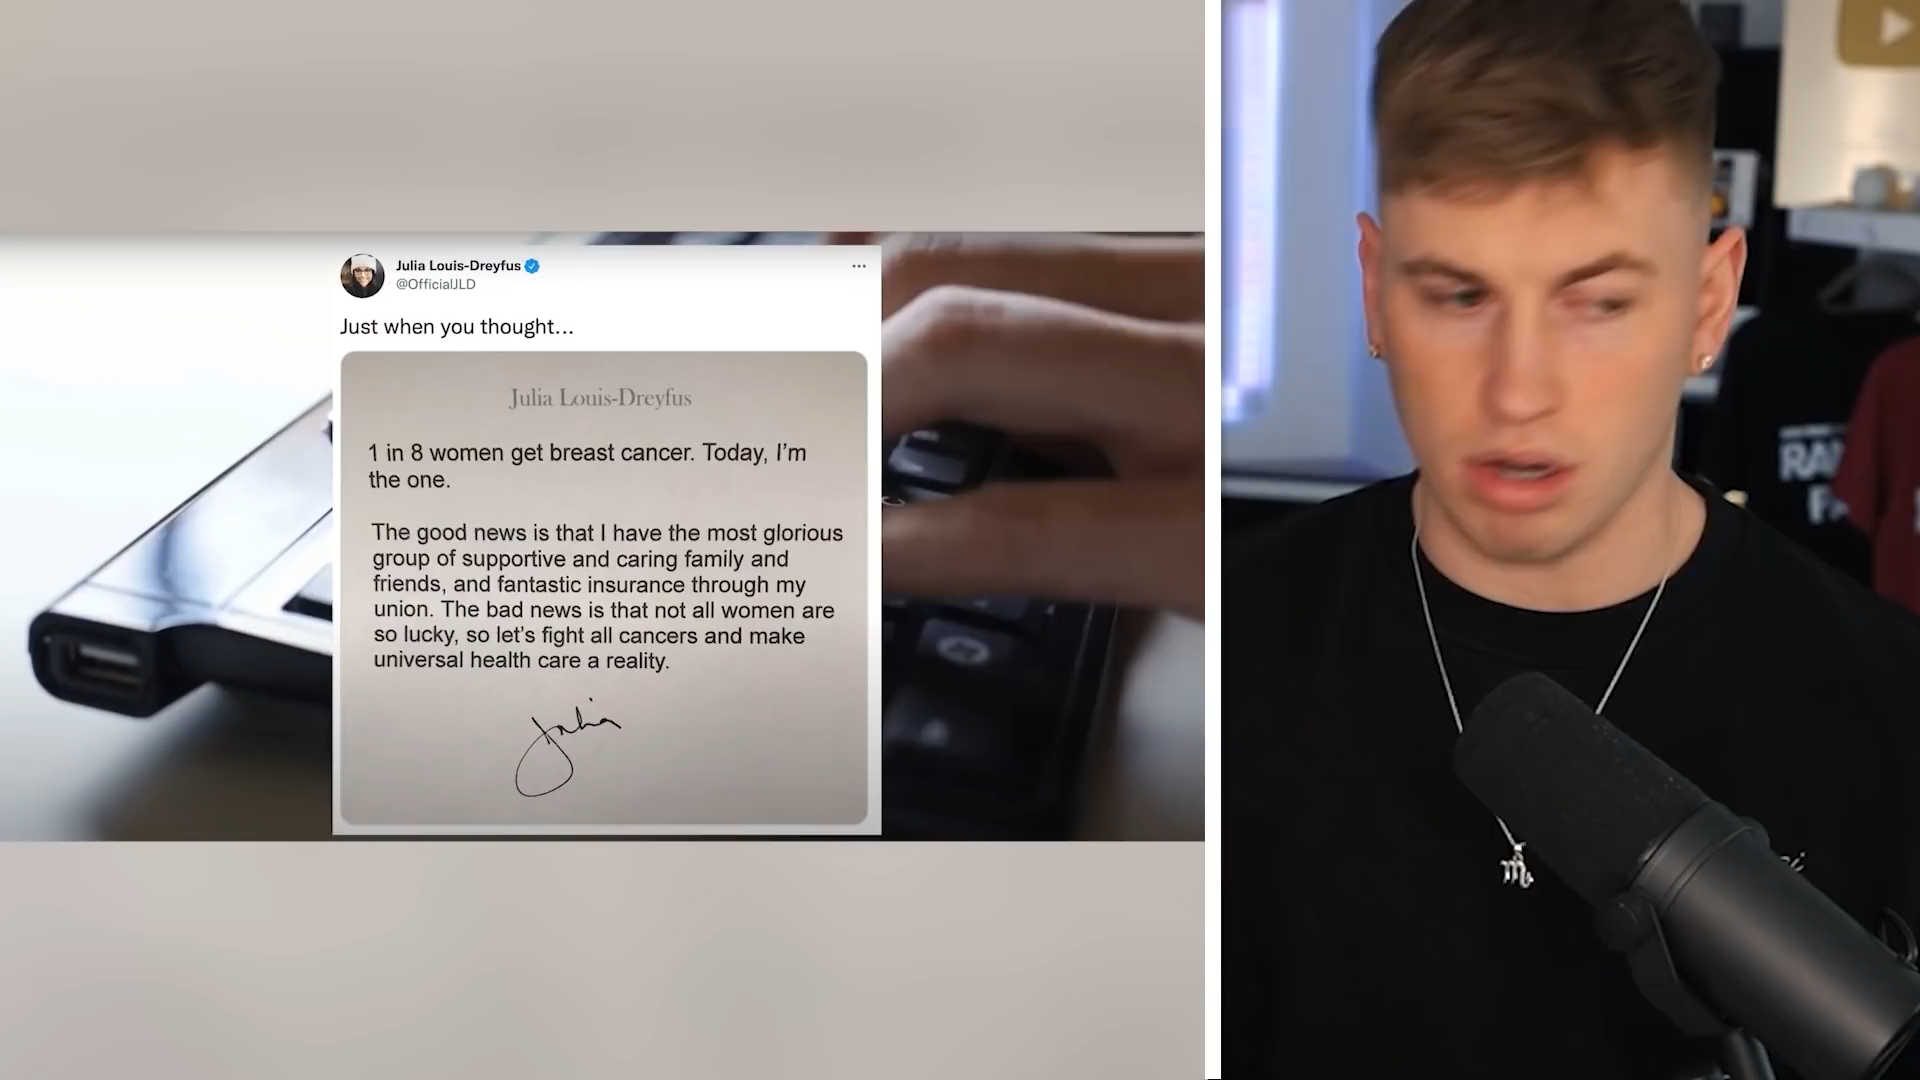 Julia Louis-Dreyfus
@OfficialJLD
Just when you thought...
Julia Louis-Dreyfus
1 in 8 women get breast cancer. Today, I'm
the one.
The good news is that I have the most glorious
group of supportive and caring family and
friends, and fantastic insurance through my
union. The bad news is that not all women are
so lucky, so let's fight all cancers and make
universal health care a reality.
Julia